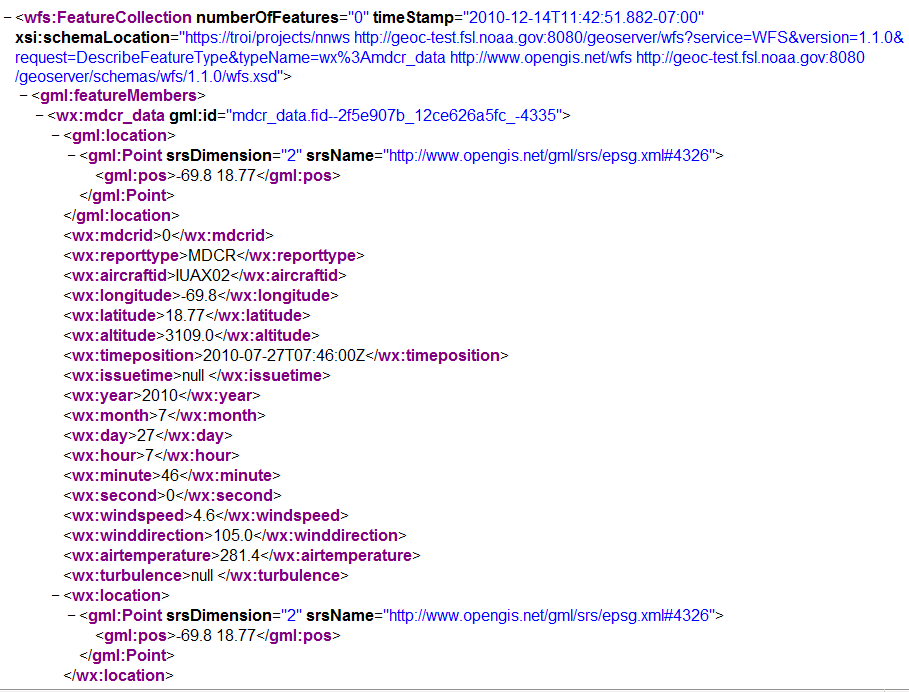 − <wfs:FeatureCollection numberOfFeatures="0" timeStamp="2010-12-14T11:42:51.882-07:00"
xsi:schemaLocation="https://troi/projects/nnws http://geoc-test.fsl.noaa.gov:8080/geoserver/wfs?service=WFS&version=1.1.0&
request=DescribeFeatureType&typeName=wx%3Amdcr_data http://www.opengis.net/wfs http://geoc-test.fsl.noaa.gov:8080
/geoserver/schemas/wfs/1.1.0/wfs.xsd">
− <gml:featureMembers>
− <wx:mdcr_data gml:id="mdcr_data.fid--2f5e907b_12ce626a5fc_-4335">
− <gml:location>
− <gml:Point srsDimension="2" srsName="http://www.opengis.net/gml/srs/epsg.xml#4326">
<gml:pos>-69.8 18.77</gml:pos>
</gml:Point>
</gml:location>
<wx:mdcrid>0</wx:mdcrid>
<wx:reporttype>MDCR</wx:reporttype>
<wx:aircraftid>IUAX02</wx:aircraftid>
<wx:longitude>-69.8</wx:longitude>
<wx:latitude>18.77</wx:latitude>
<wx:altitude>3109.0</wx:altitude>
<wx:timeposition>2010-07-27T07:46:00Z</wx:timeposition>
<wx:issuetime>null </wx:issuetime>
<wx:year>2010</wx:year>
<wx:month>7</wx:month>
<wx:day>27</wx:day>
<wx:hour>7</wx:hour>
<wx:minute>46</wx:minute>
<wx:second>0</wx:second>
<wx:windspeed>4.6</wx:windspeed>
<wx:winddirection>105.0</wx:winddirection>
<wx:airtemperature>281.4</wx:airtemperature>
<wx:turbulence>null </wx:turbulence>
− <wx:location>
− <gml:Point srsDimension="2" srsName="http://www.opengis.net/gml/srs/epsg.xml#4326">
<gml:pos>-69.8 18.77</gml:pos>
</gml:Point>
</wx:location>